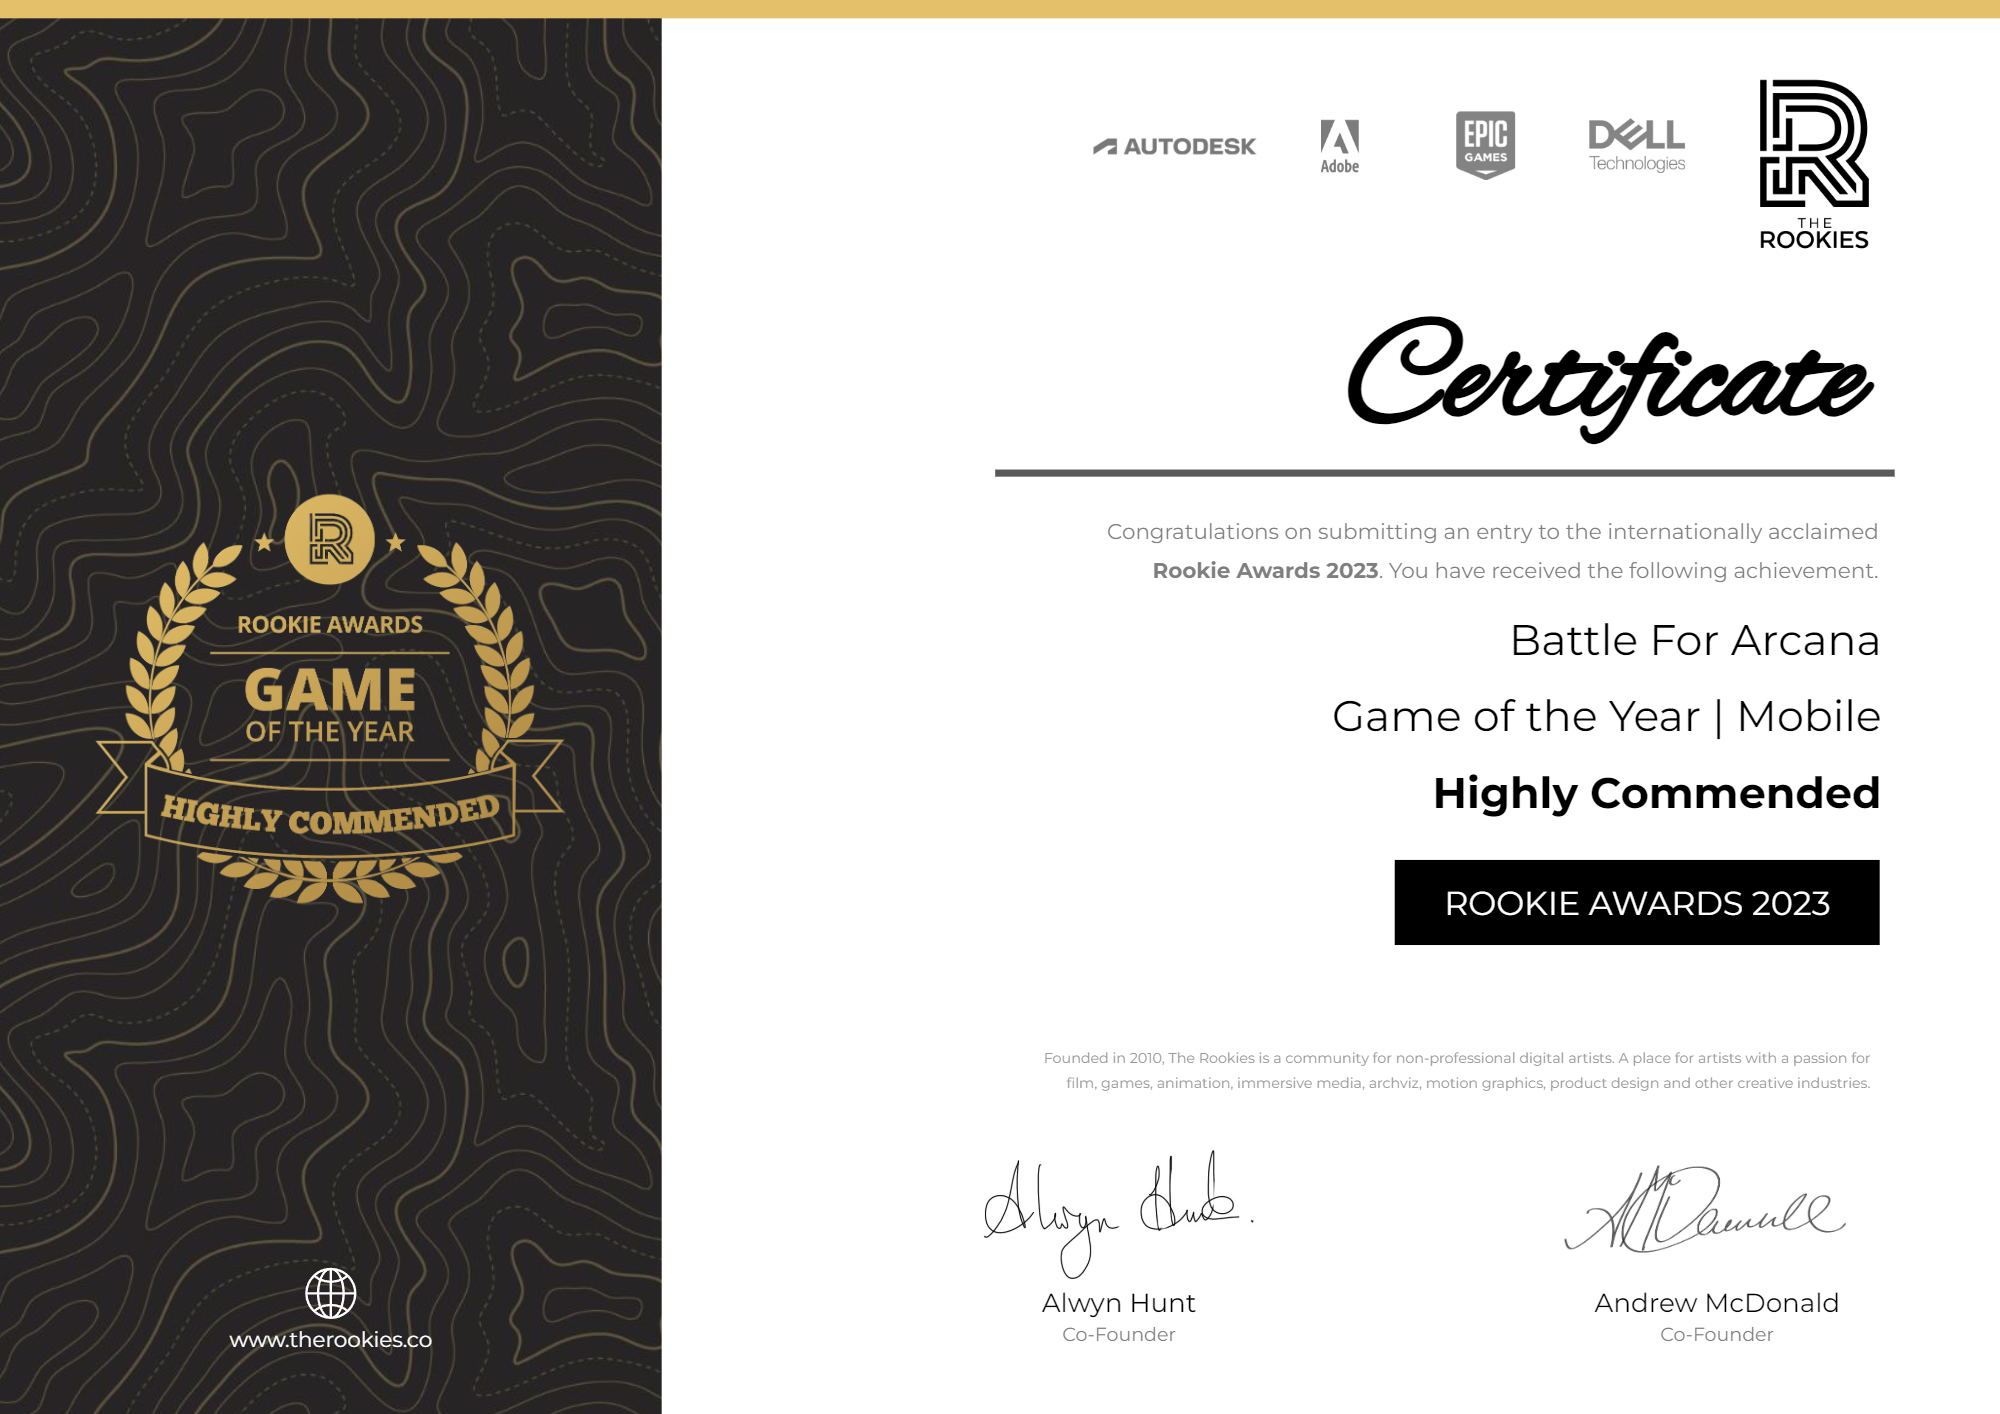 AUTODESK
Adobe
EPIC
GAMES
DELL
Technologies
THE
ROOKIES
Certificate
Congratulations on submitting an entry to the internationally acclaimed
Rookie Awards 2023. You have received the following achievement.
Battle For Arcana
Game of the Year | Mobile
Highly Commended
ROOKIE AWARDS 2023
Founded in 2010, The Rookies is a community for non-professional digital artists. A place for artists with a passion for
film, games, animation, immersive media, archviz, motion graphics, product design and other creative industries.
Alwyn Hunt.
Alwyn Hunt
Co-Founder
A McDonald
Andrew McDonald
Co-Founder
R
ROOKIE AWARDS
GAME
OF THE YEAR
HIGHLY COMMENDED
www.therookies.co